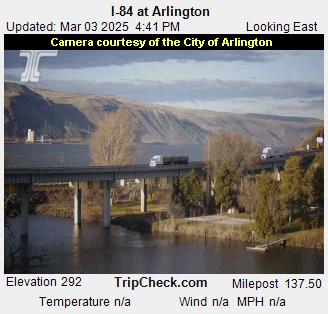 I-84 at Arlington
Updated: Mar 03 2025 4:41 PM Looking East
Camera courtesy of the City of Arlington
Elevation 292 TripCheck.com Milepost 137.50
Temperature n/a Wind n/a MPH n/a